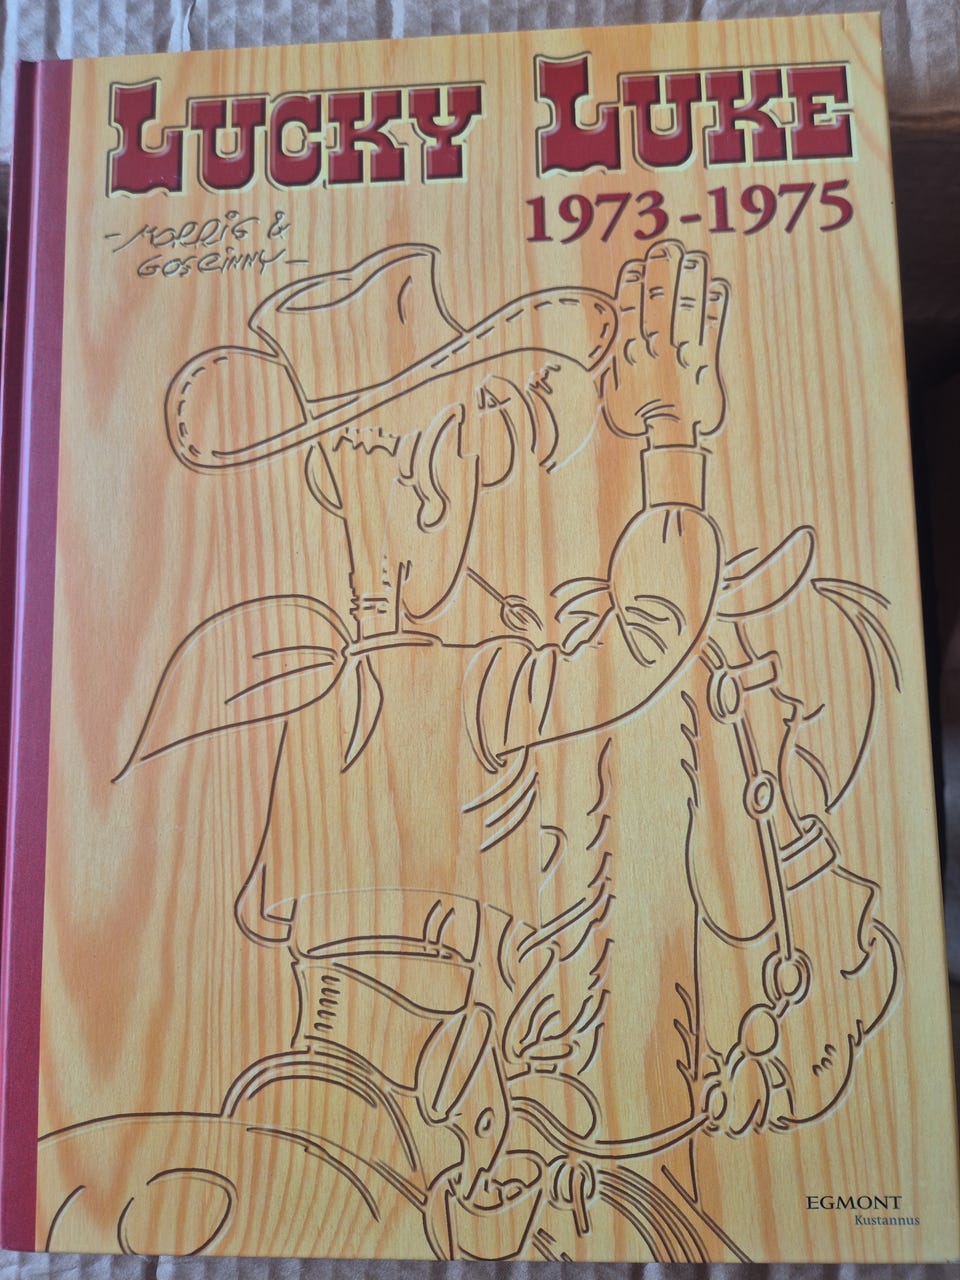 LUCKY LUKE
1973-1975
- MORRIS &
GOSCINNY -
EGMONT
Kustannus